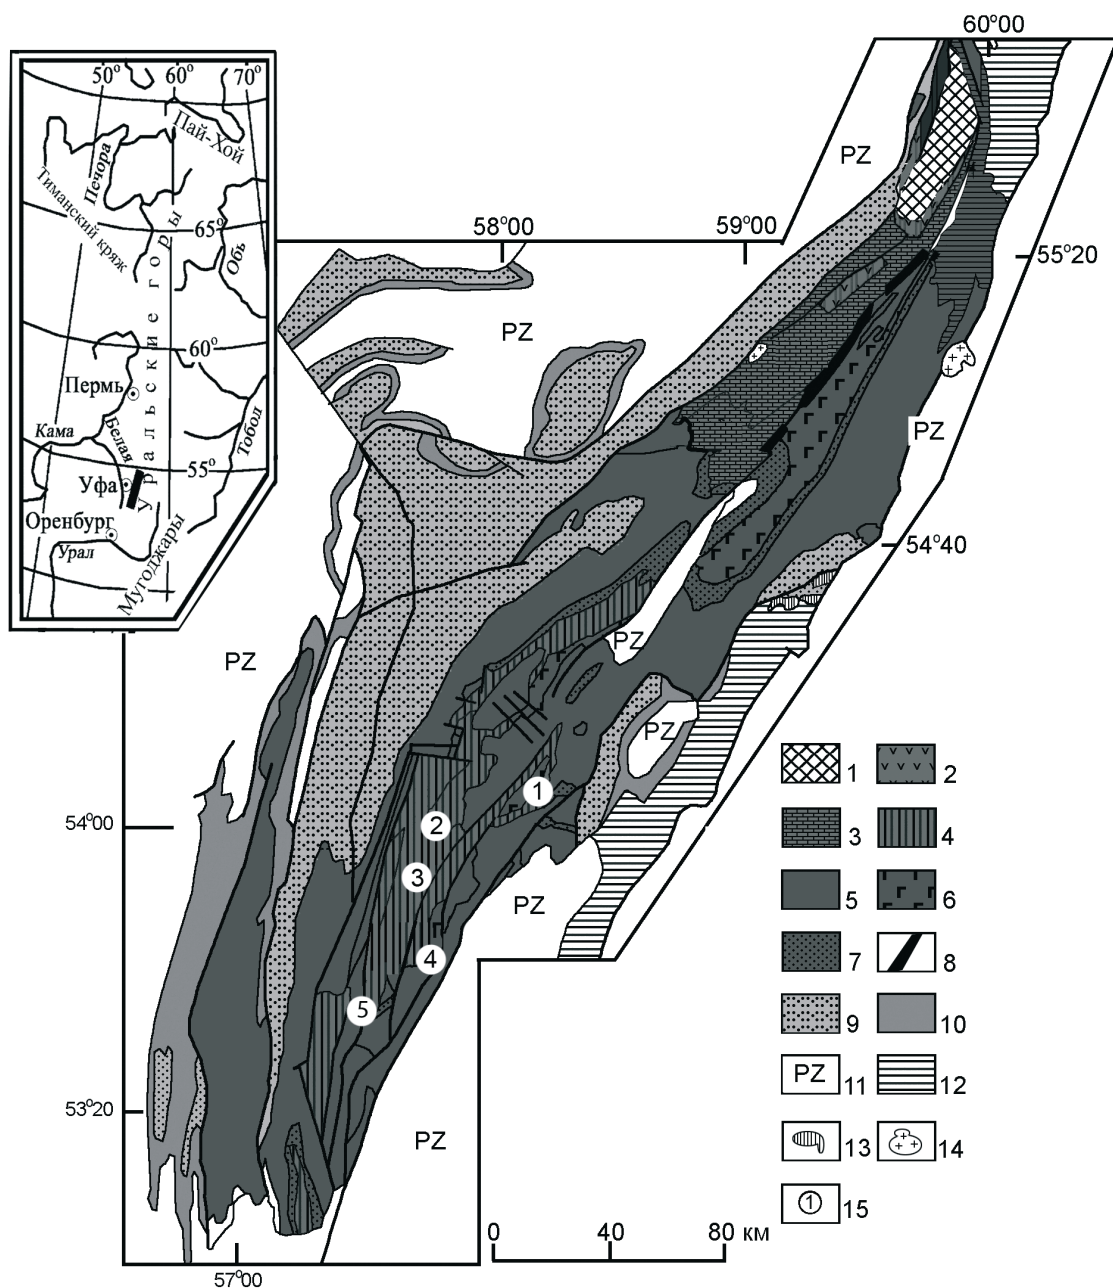 60°00
50° 60° 70°
Пай-Хой
Печора
Тиманский кряж
65°
Обь
Уральские горы
60°
Пермь
Кама
Белая
Тобол
55°
Уфа
Оренбург
Урал
Мугоджары
58°00
59°00
PZ
55°20
PZ
PZ
54°40
PZ
PZ
PZ
1
2
54°00
3
PZ
4
5
53°20
PZ
57°00
1 2
3 4
5 6
7 8
9 10
PZ 11 12
13 14
1 15
0 40 80 км